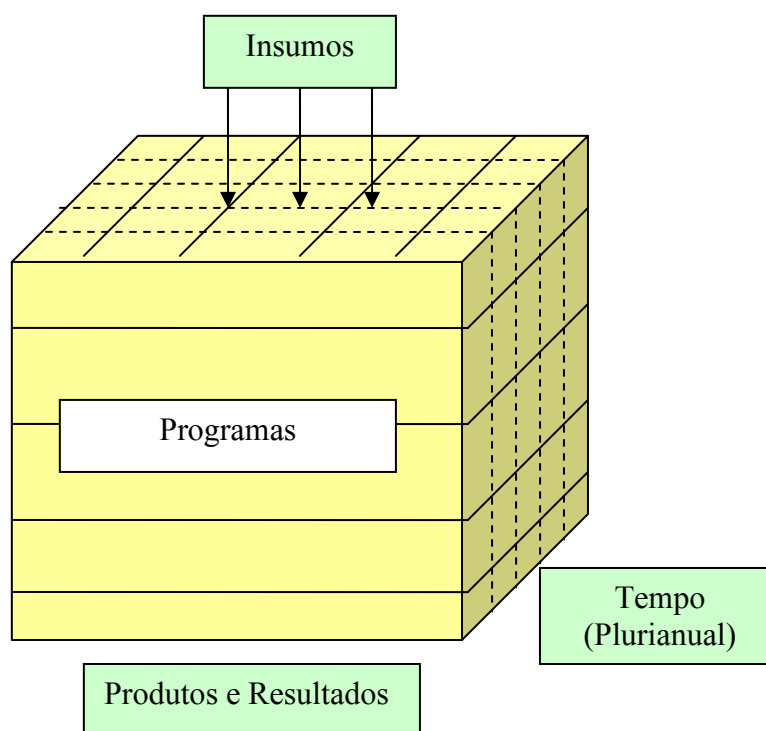 Insumos
Programas
Tempo
(Plurianual)
Produtos e Resultados